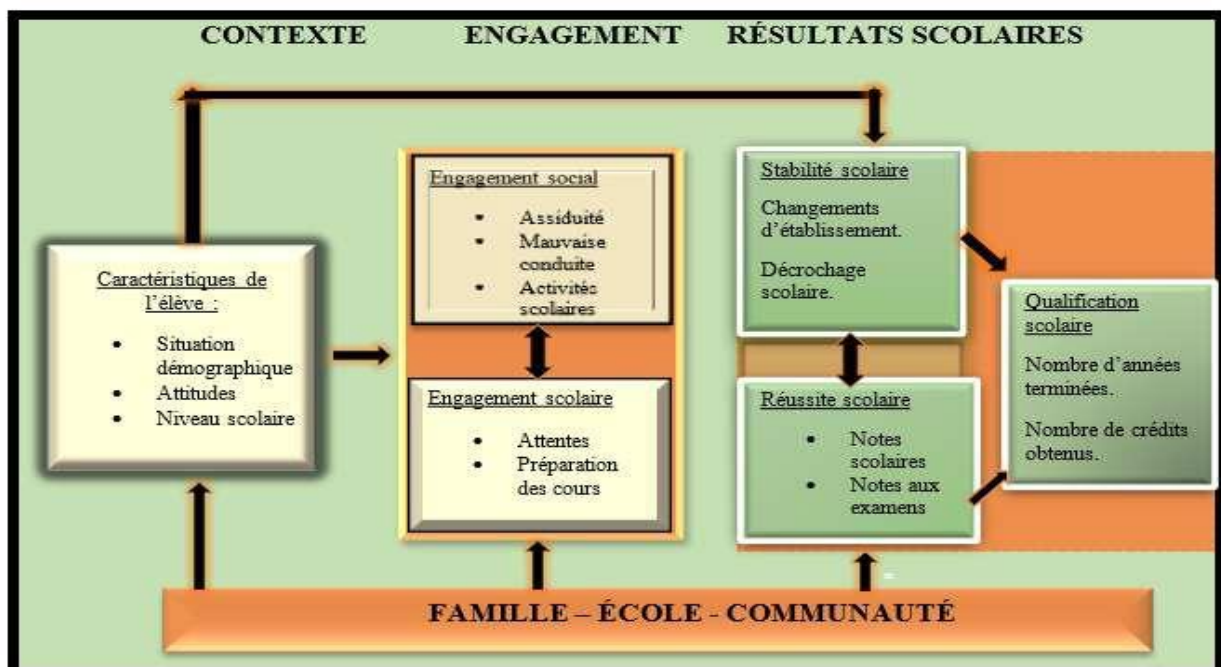 CONTEXTE ENGAGEMENT RÉSULTATS SCOLAIRES
Caractéristiques de
l’élève :
• Situation
démographique
• Attitudes
• Niveau scolaire
Engagement social
• Assiduité
• Mauvaise
conduite
• Activités
scolaires
Engagement scolaire
• Attentes
• Préparation
des cours
Stabilité scolaire
Changements
d’établissement.
Décrochage
scolaire.
Réussite scolaire
• Notes
scolaires
• Notes aux
examens
Qualification
scolaire
Nombre d’années
terminées.
Nombre de crédits
obtenus.
FAMILLE – ÉCOLE - COMMUNAUTÉ